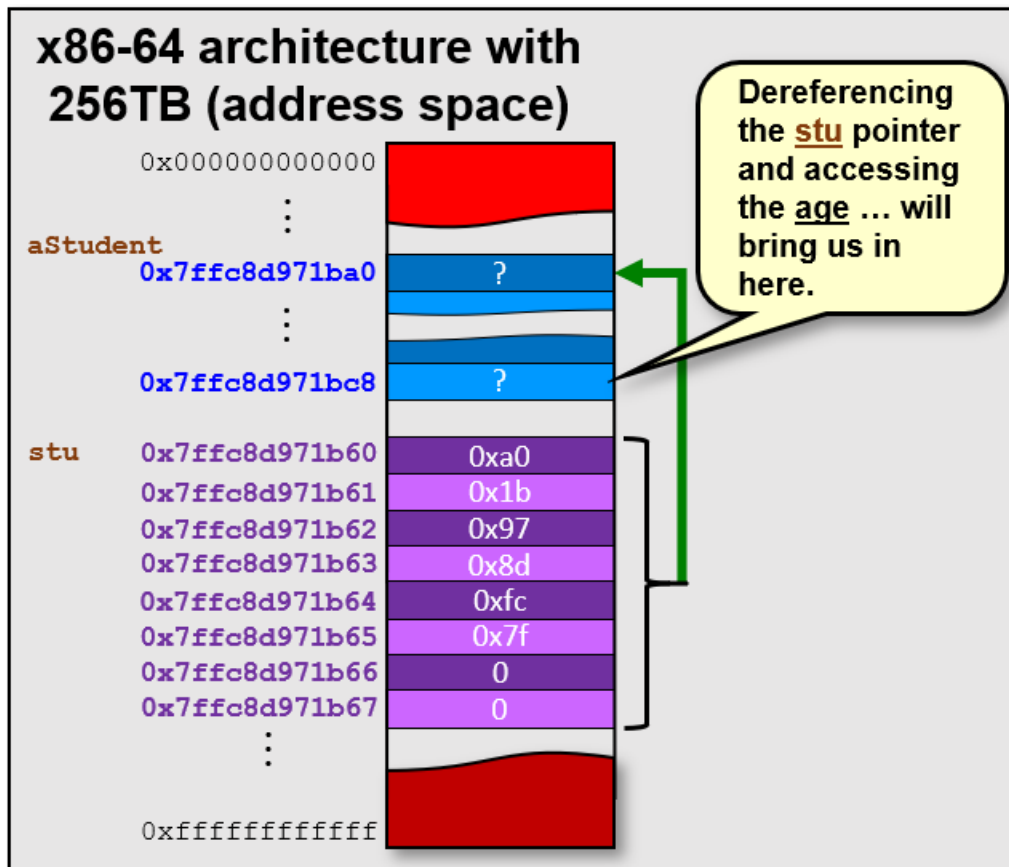 x86-64 architecture with
256TB (address space)
Dereferencing
the stu pointer
and accessing
the age … will
bring us in
here.
0x000000000000
⋮
aStudent
0x7ffc8d971ba0 ?
⋮
0x7ffc8d971bc8 ?
stu 0x7ffc8d971b60 0xa0
0x7ffc8d971b61 0x1b
0x7ffc8d971b62 0x97
0x7ffc8d971b63 0x8d
0x7ffc8d971b64 0xfc
0x7ffc8d971b65 0x7f
0x7ffc8d971b66 0
0x7ffc8d971b67 0
⋮
0xffffffffffff